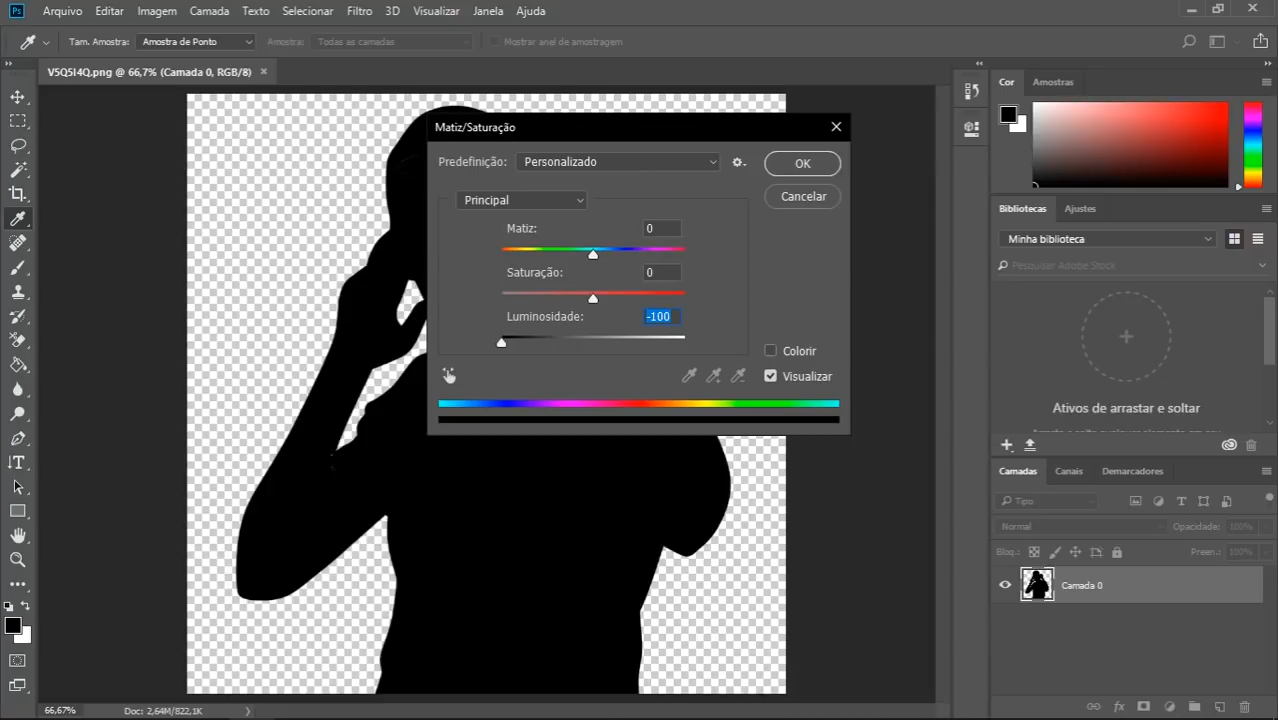 Ps Arquivo Editar Imagem Camada Texto Selecionar Filtro 3D Visualizar Janela Ajuda
Tam. Amostra: Amostra de Ponto Amostra: Todas as camadas Mostrar anel de amostragem
V5Q5I4Q.png @ 66,7% (Camada 0, RGB/8)
Cor Amostras
Matiz/Saturação
Predefinição: Personalizado
OK
Principal
Cancelar
Matiz: 0
Saturação: 0
Luminosidade: -100
Colorir
Visualizar
Bibliotecas Ajustes
Minha biblioteca
Pesquisar Adobe Stock
Ativos de arrastar e soltar
Camadas Canais Demarcadores
Tipo
Normal Opacidade: 100%
Bloq.: Preen.: 100%
Camada 0
66,67% Doc: 2,64M/822,1K